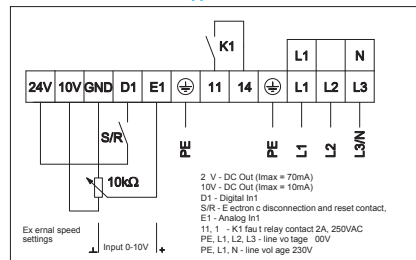 K1
L1 N
24V 10V GND D1 E1 11 14 L1 L2 L3
S/R
PE PE L1 L2 L3/N
10kΩ
2 V - DC Out (Imax = 70mA)
10V - DC Out (Imax = 10mA)
D1 - Digital In1
S/R - E ectron c disconnection and reset contact,
E1 - Analog In1
11, 1 - K1 fau t relay contact 2A, 250VAC
PE, L1, L2, L3 - line vo tage 00V
PE, L1, N - line vol age 230V
Ex ernal speed
settings
⊥ Input 0-10V +